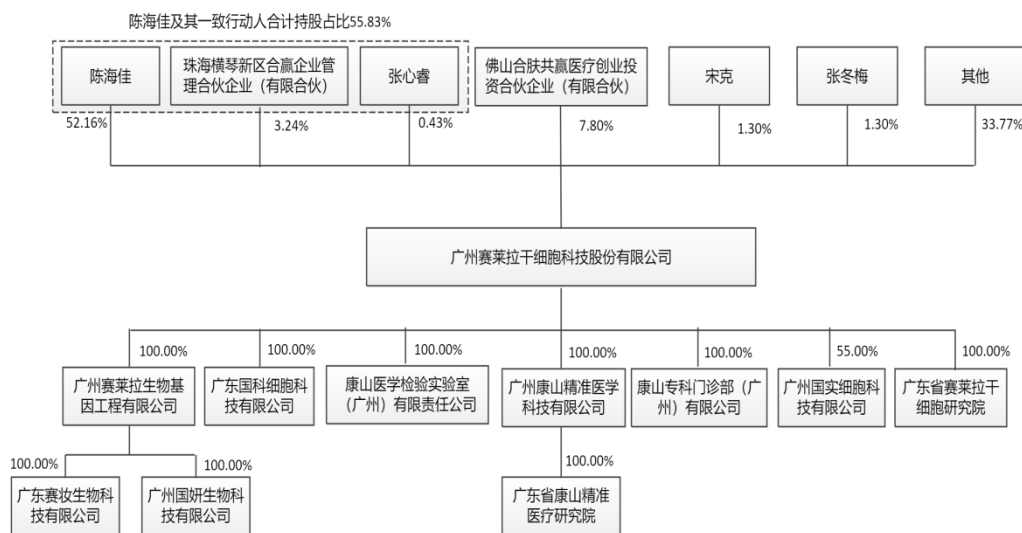 陈海佳及其一致行动人合计持股占比55.83%
陈海佳
珠海横琴新区合赢企业管
理合伙企业（有限合伙）
张心睿
佛山合肤共赢医疗创业投
资合伙企业（有限合伙）
宋克
张冬梅
其他
52.16%
3.24%
0.43%
7.80%
1.30%
1.30%
33.77%
广州赛莱拉干细胞科技股份有限公司
100.00%
100.00%
100.00%
100.00%
100.00%
55.00%
100.00%
广州赛莱拉生物基
因工程有限公司
广东国科细胞科
技有限公司
康山医学检验实验室
（广州）有限责任公司
广州康山精准医学
科技有限公司
康山专科门诊部（广
州）有限公司
广州国实细胞科
技有限公司
广东省赛莱拉干
细胞研究院
100.00%
100.00%
100.00%
广东赛妆生物科
技有限公司
广州国妍生物科
技有限公司
广东省康山精准
医疗研究院